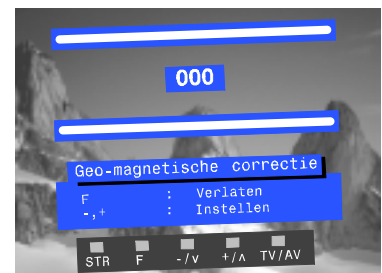 000
Geo-magnetische correctie
F : Verlaten
-,+ : Instellen
STR F -/v +/ʌ TV/AV